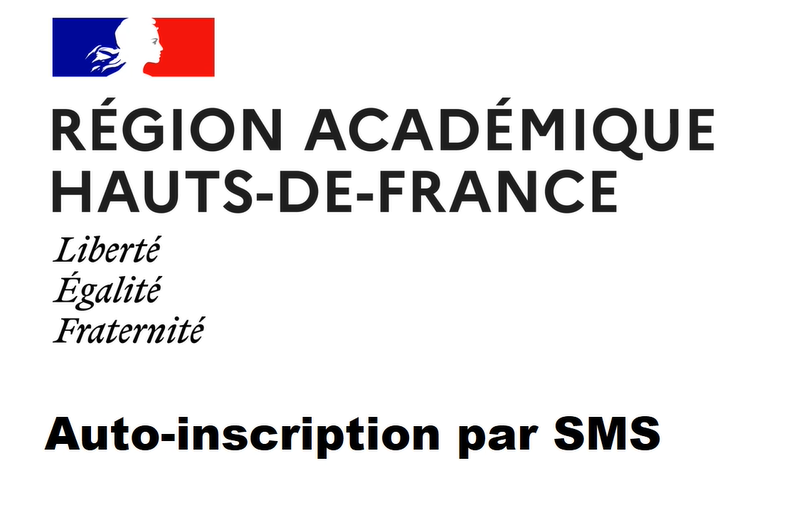 RÉGION ACADÉMIQUE
HAUTS-DE-FRANCE
Liberté
Égalité
Fraternité
Auto-inscription par SMS